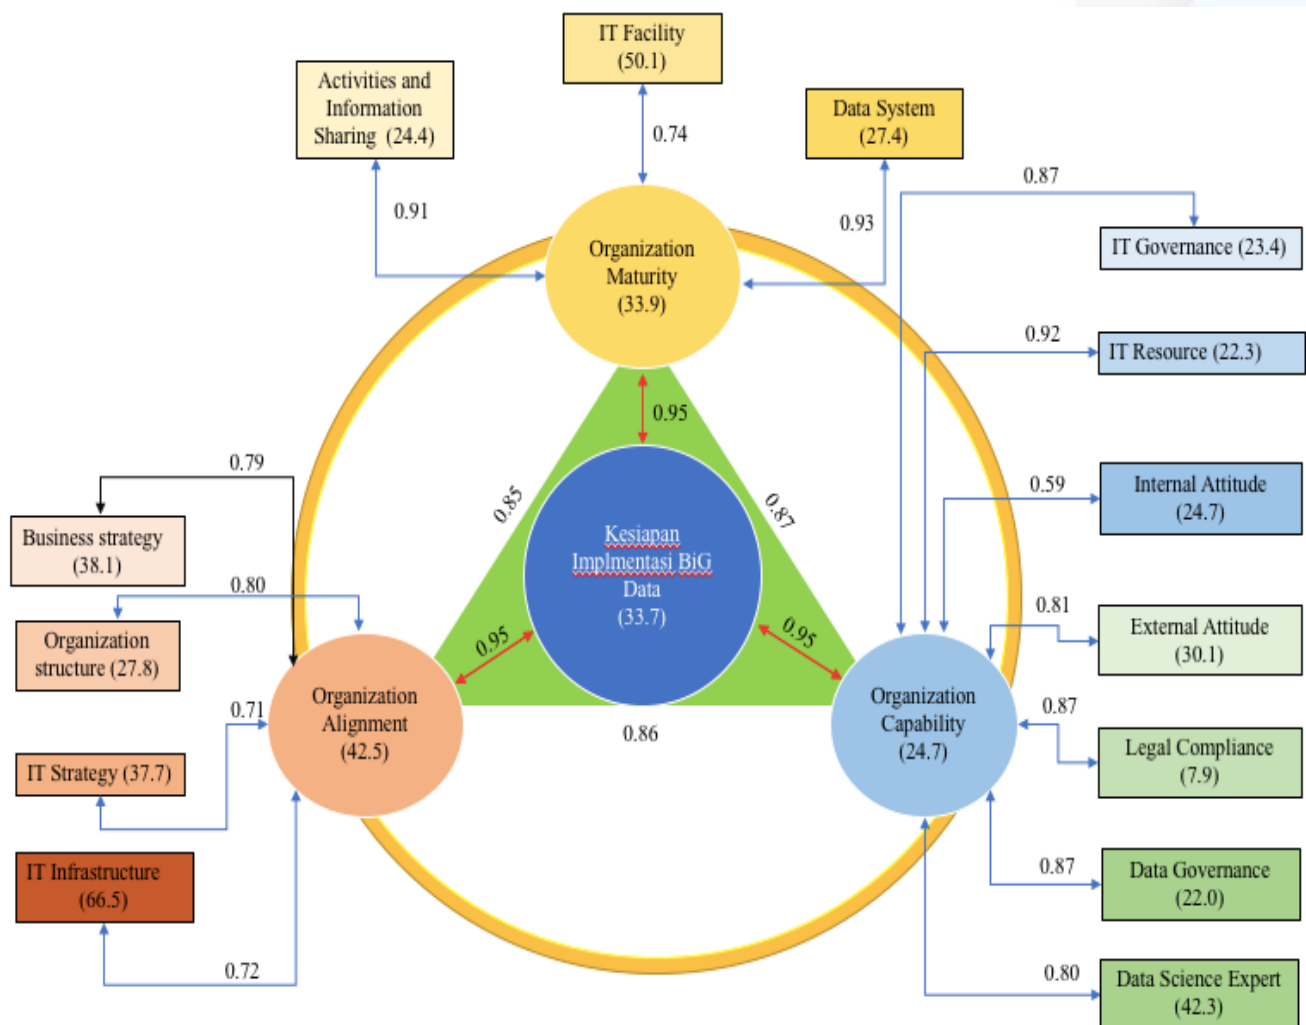 IT Facility
(50.1)
Activities and
Information
Sharing (24.4)
Data System
(27.4)
0.74
0.91
0.93
0.87
IT Governance (23.4)
Organization
Maturity
(33.9)
0.92
IT Resource (22.3)
0.95
0.85
0.87
0.79
Business strategy
(38.1)
0.59
Internal Attitude
(24.7)
Kesiapan
Implmentasi BiG
Data
(33.7)
0.80
Organization
structure (27.8)
0.81
External Attitude
(30.1)
0.95
0.95
Organization
Alignment
(42.5)
0.86
Organization
Capability
(24.7)
0.71
IT Strategy (37.7)
0.87
Legal Compliance
(7.9)
IT Infrastructure
(66.5)
0.72
0.87
Data Governance
(22.0)
0.80
Data Science Expert
(42.3)